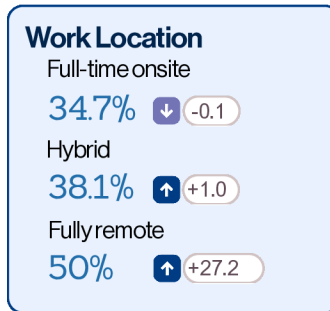 Work Location
Full-time onsite
34.7% -0.1
Hybrid
38.1% +1.0
Fully remote
50% +27.2